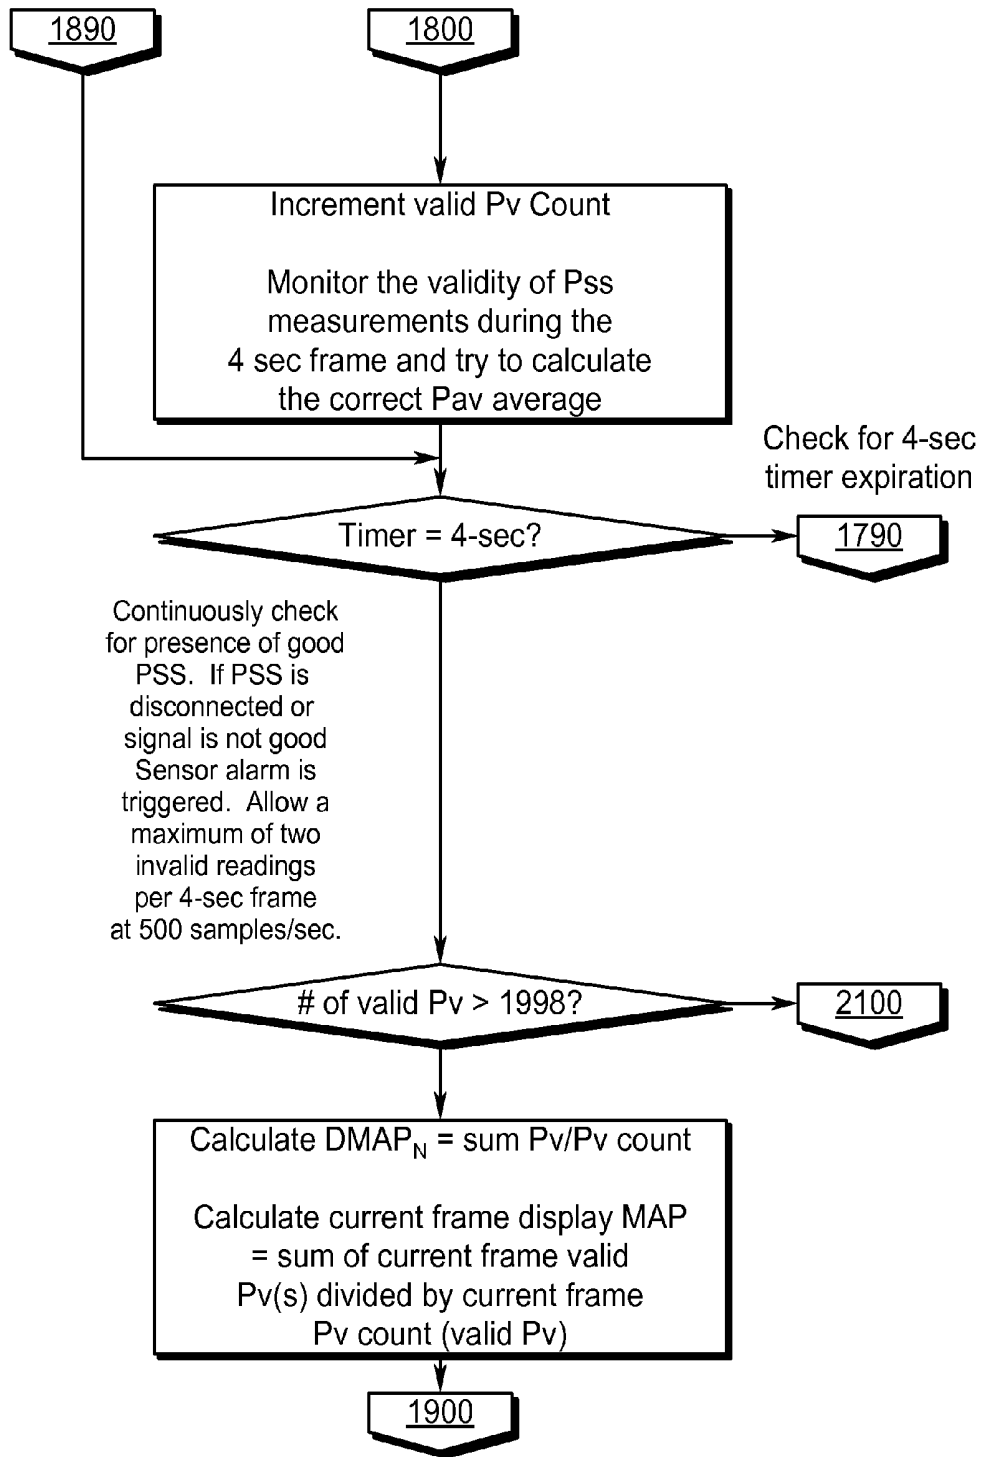 1890
1800
Increment valid Pv Count
Monitor the validity of Pss
measurements during the
4 sec frame and try to calculate
the correct Pav average
Check for 4-sec
timer expiration
Timer = 4-sec?
1790
Continuously check
for presence of good
PSS. If PSS is
disconnected or
signal is not good
Sensor alarm is
triggered. Allow a
maximum of two
invalid readings
per 4-sec frame
at 500 samples/sec.
# of valid Pv > 1998?
2100
Calculate DMAPN = sum Pv/Pv count
Calculate current frame display MAP
= sum of current frame valid
Pv(s) divided by current frame
Pv count (valid Pv)
1900